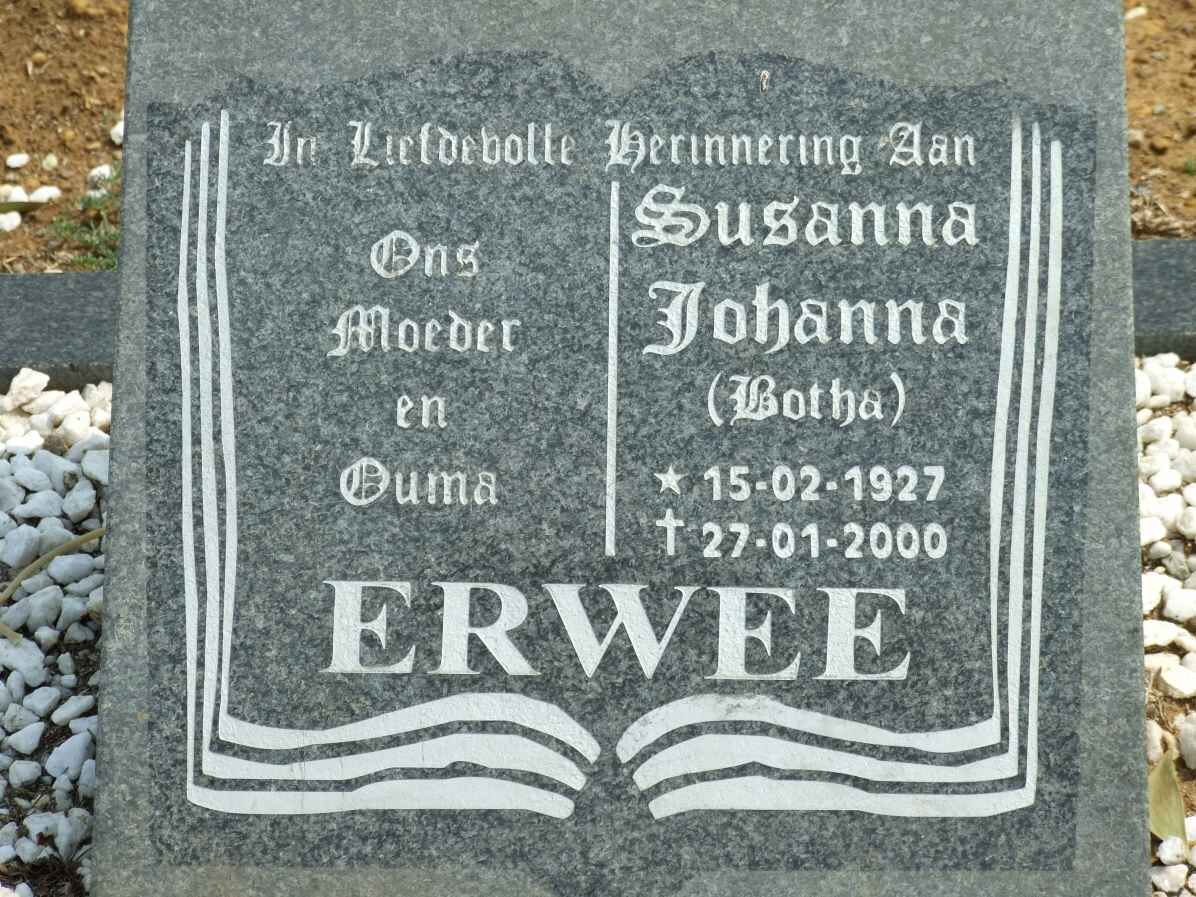 In Liefdevolle Herinnering Aan
Ons
Moeder
en
Ouma
Susanna
Johanna
(Botha)
★ 15-02-1927
✝ 27-01-2000
ERWEE